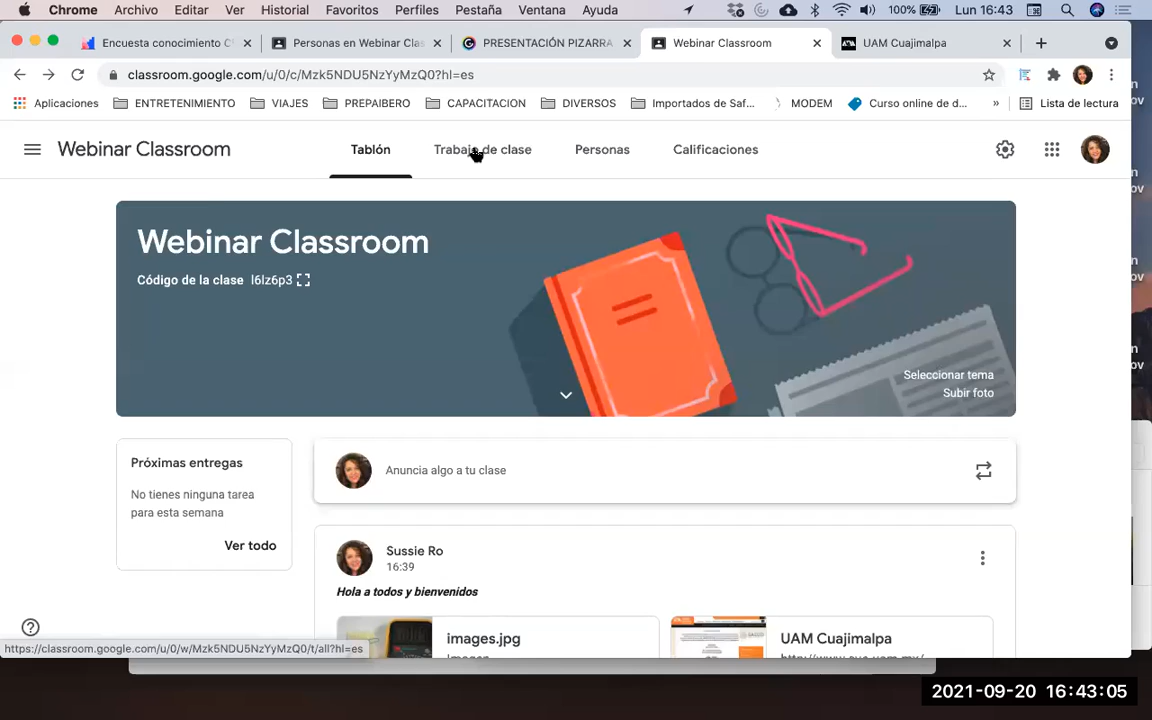 Chrome Archivo Editar Ver Historial Favoritos Perfiles Pestaña Ventana Ayuda 100% Lun 16:43
Encuesta conocimiento C Personas en Webinar Clas PRESENTACIÓN PIZARRA Webinar Classroom UAM Cuajimalpa
classroom.google.com/u/0/c/Mzk5NDU5NzYyMzQ0?hl=es
Aplicaciones ENTRETENIMIENTO VIAJES PREPAIBERO CAPACITACION DIVERSOS Importados de Saf... MODEM Curso online de d... » Lista de lectura
Webinar Classroom Tablón Trabajo de clase Personas Calificaciones
Webinar Classroom
Código de la clase l6lz6p3
Seleccionar tema
Subir foto
Próximas entregas
No tienes ninguna tarea
para esta semana
Ver todo
Anuncia algo a tu clase
Sussie Ro
16:39
Hola a todos y bienvenidos
images.jpg
UAM Cuajimalpa
https://classroom.google.com/u/0/w/Mzk5NDU5NzYyMzQ0/t/all?hl=es
2021-09-20 16:43:05